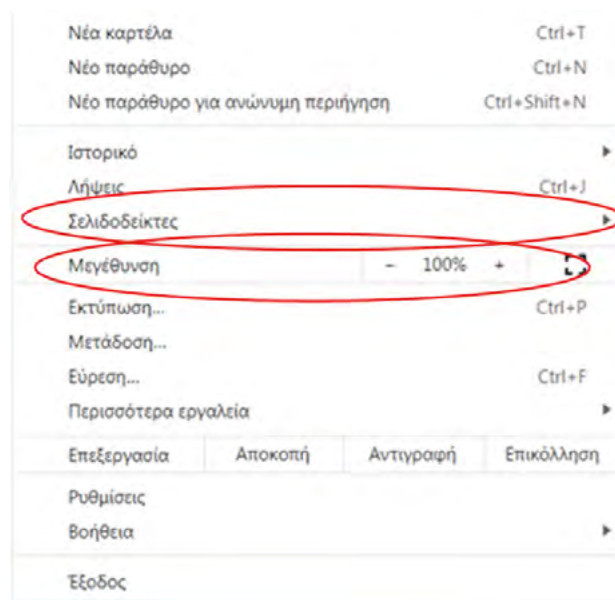 Νέα καρτέλα Ctrl+T
Νέο παράθυρο Ctrl+N
Νέο παράθυρο για ανώνυμη περιήγηση Ctrl+Shift+N
Ιστορικό
Λήψεις Ctrl+J
Σελιδοδείκτες
Μεγέθυνση - 100% +
Εκτύπωση... Ctrl+P
Μετάδοση...
Εύρεση... Ctrl+F
Περισσότερα εργαλεία
Επεξεργασία Αποκοπή Αντιγραφή Επικόλληση
Ρυθμίσεις
Βοήθεια
Έξοδος